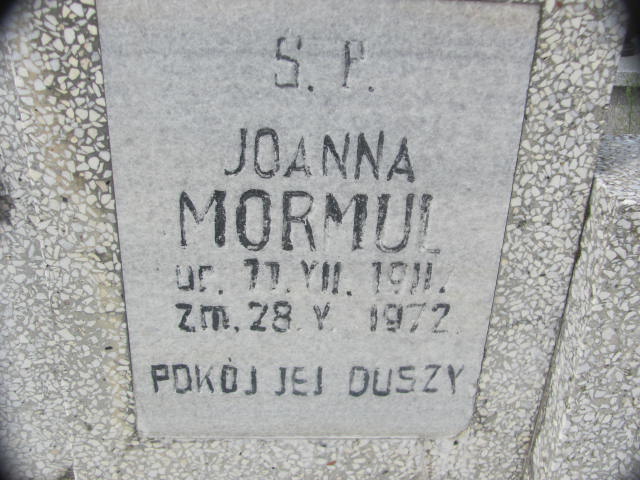 Ś. P.
JOANNA
MORMUL
ur. 11. VII. 1911.
zm. 28. V. 1972.
POKÓJ JEJ DUSZY